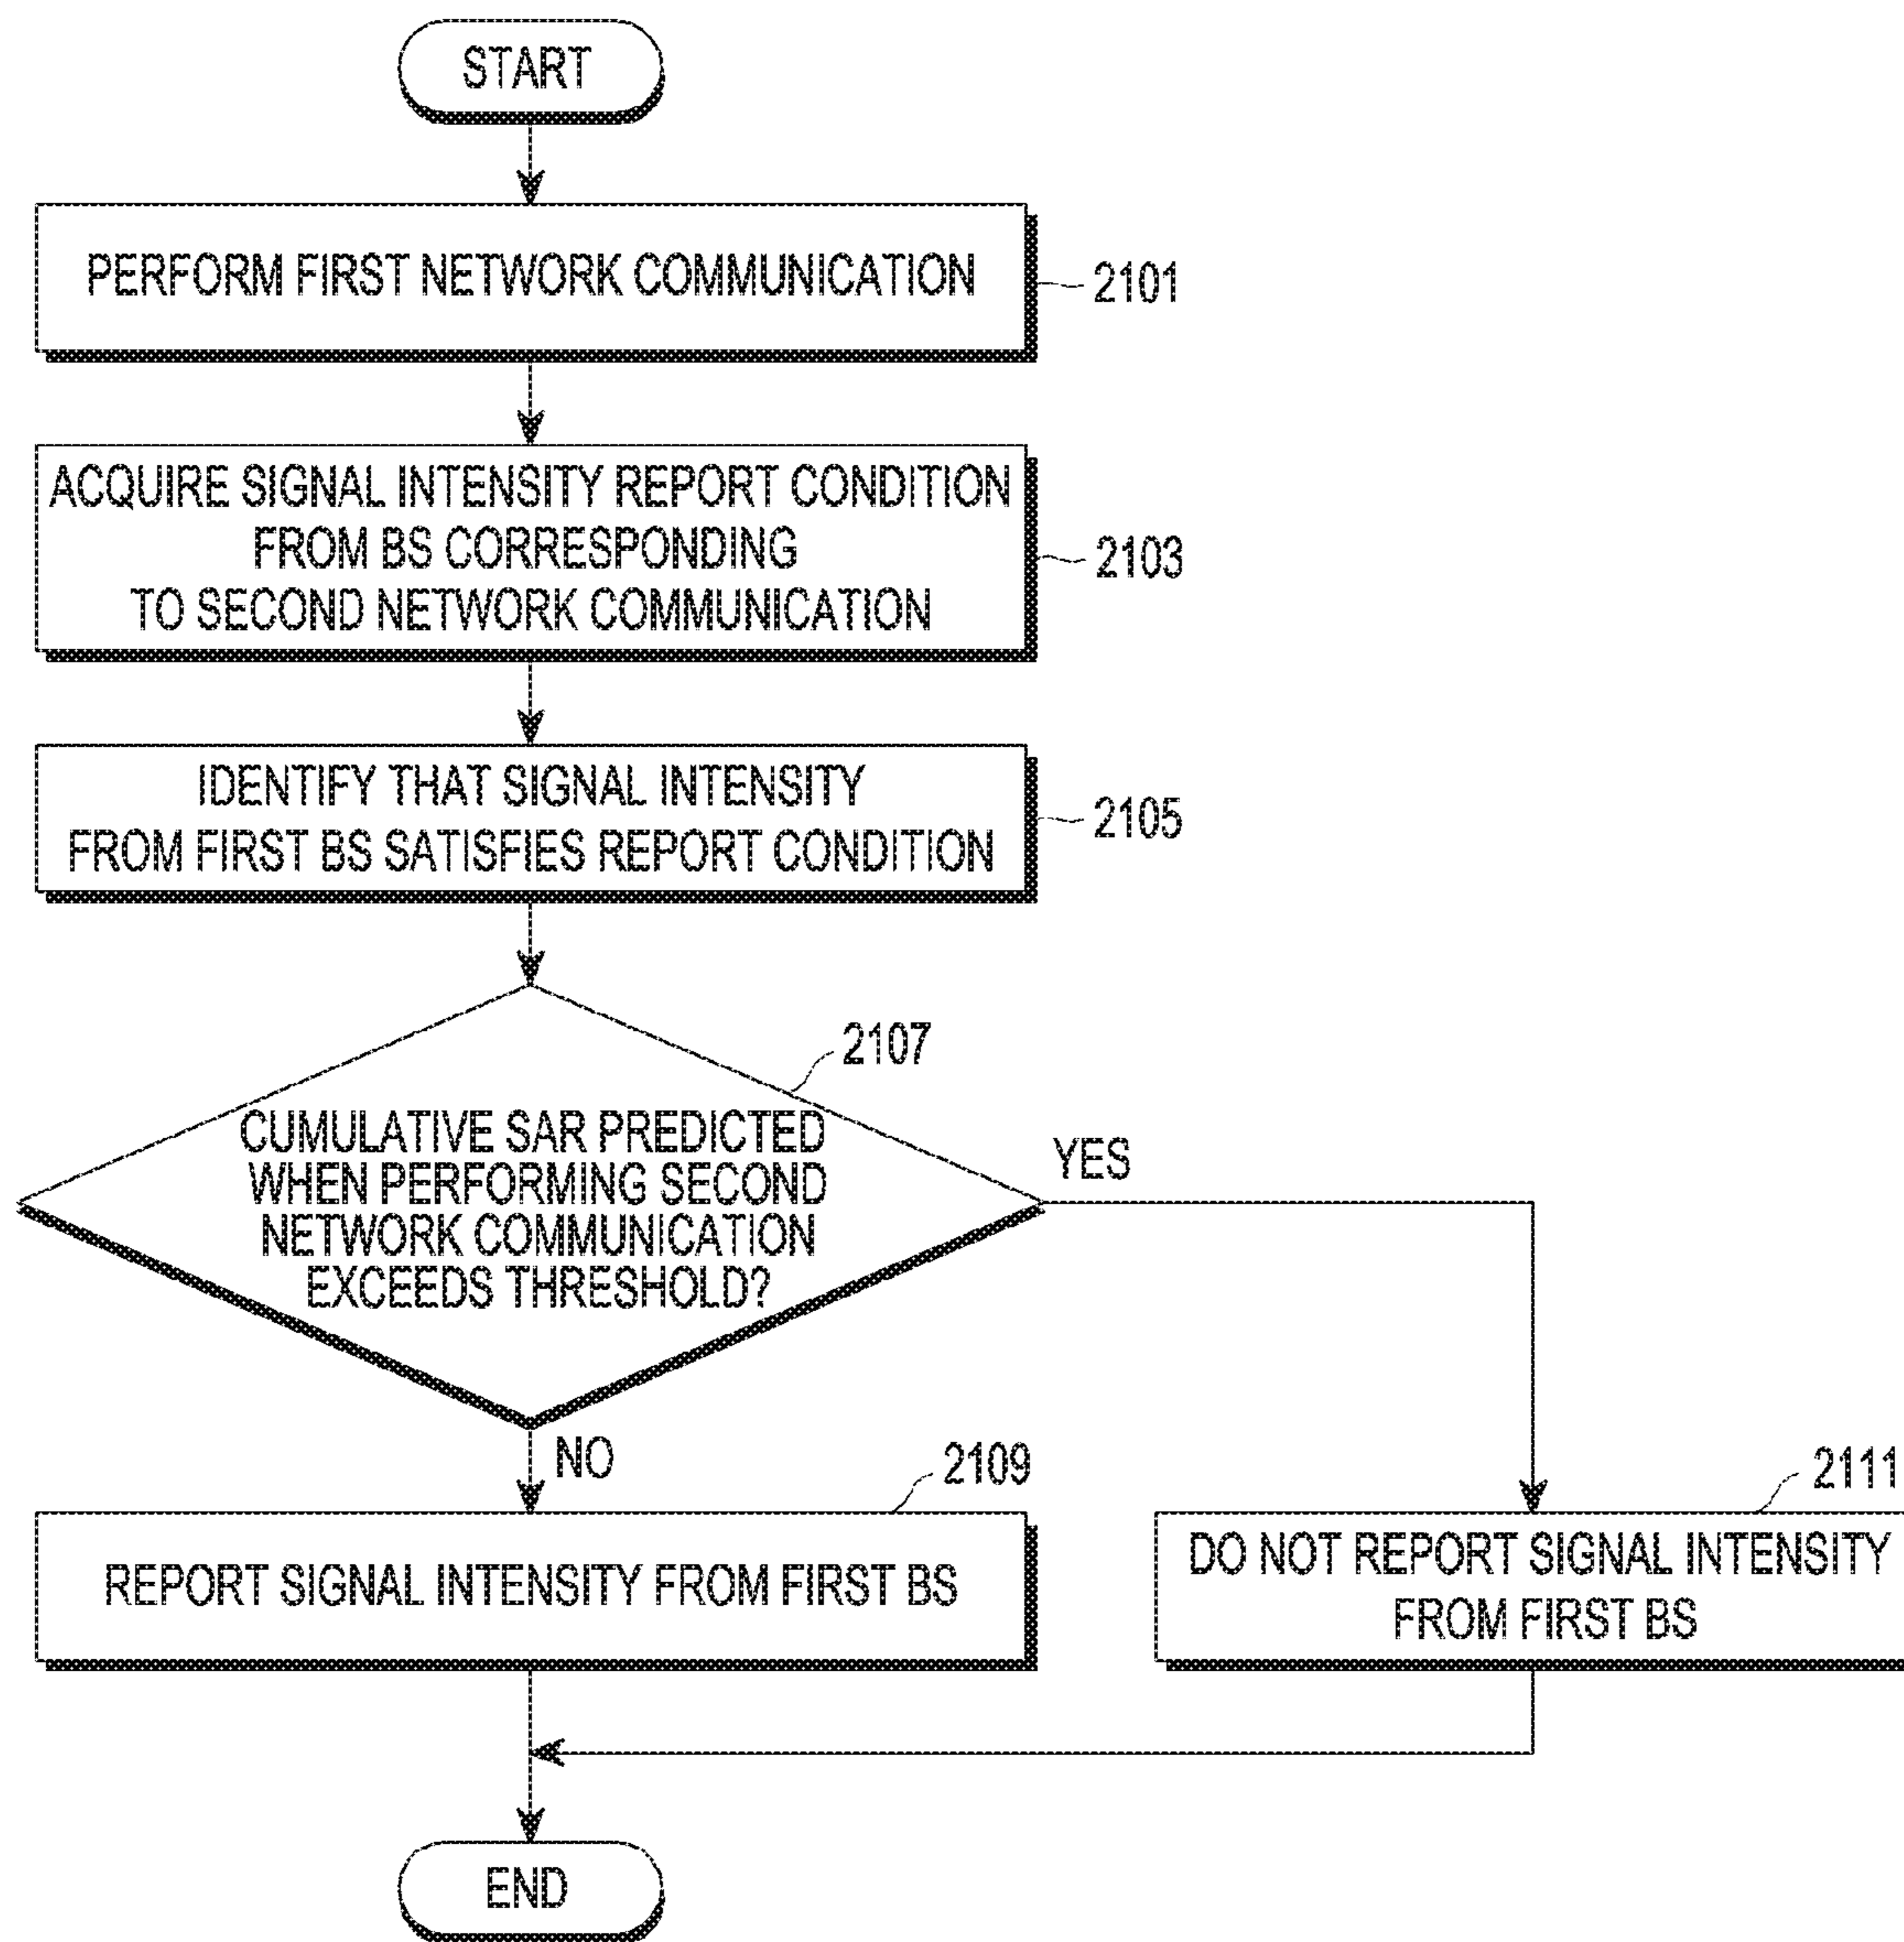 START
PERFORM FIRST NETWORK COMMUNICATION
2101
ACQUIRE SIGNAL INTENSITY REPORT CONDITION
FROM BS CORRESPONDING
TO SECOND NETWORK COMMUNICATION
2103
IDENTIFY THAT SIGNAL INTENSITY
FROM FIRST BS SATISFIES REPORT CONDITION
2105
2107
CUMULATIVE SAR PREDICTED
WHEN PERFORMING SECOND
NETWORK COMMUNICATION
EXCEEDS THRESHOLD?
YES
NO
2109
REPORT SIGNAL INTENSITY FROM FIRST BS
2111
DO NOT REPORT SIGNAL INTENSITY
FROM FIRST BS
END